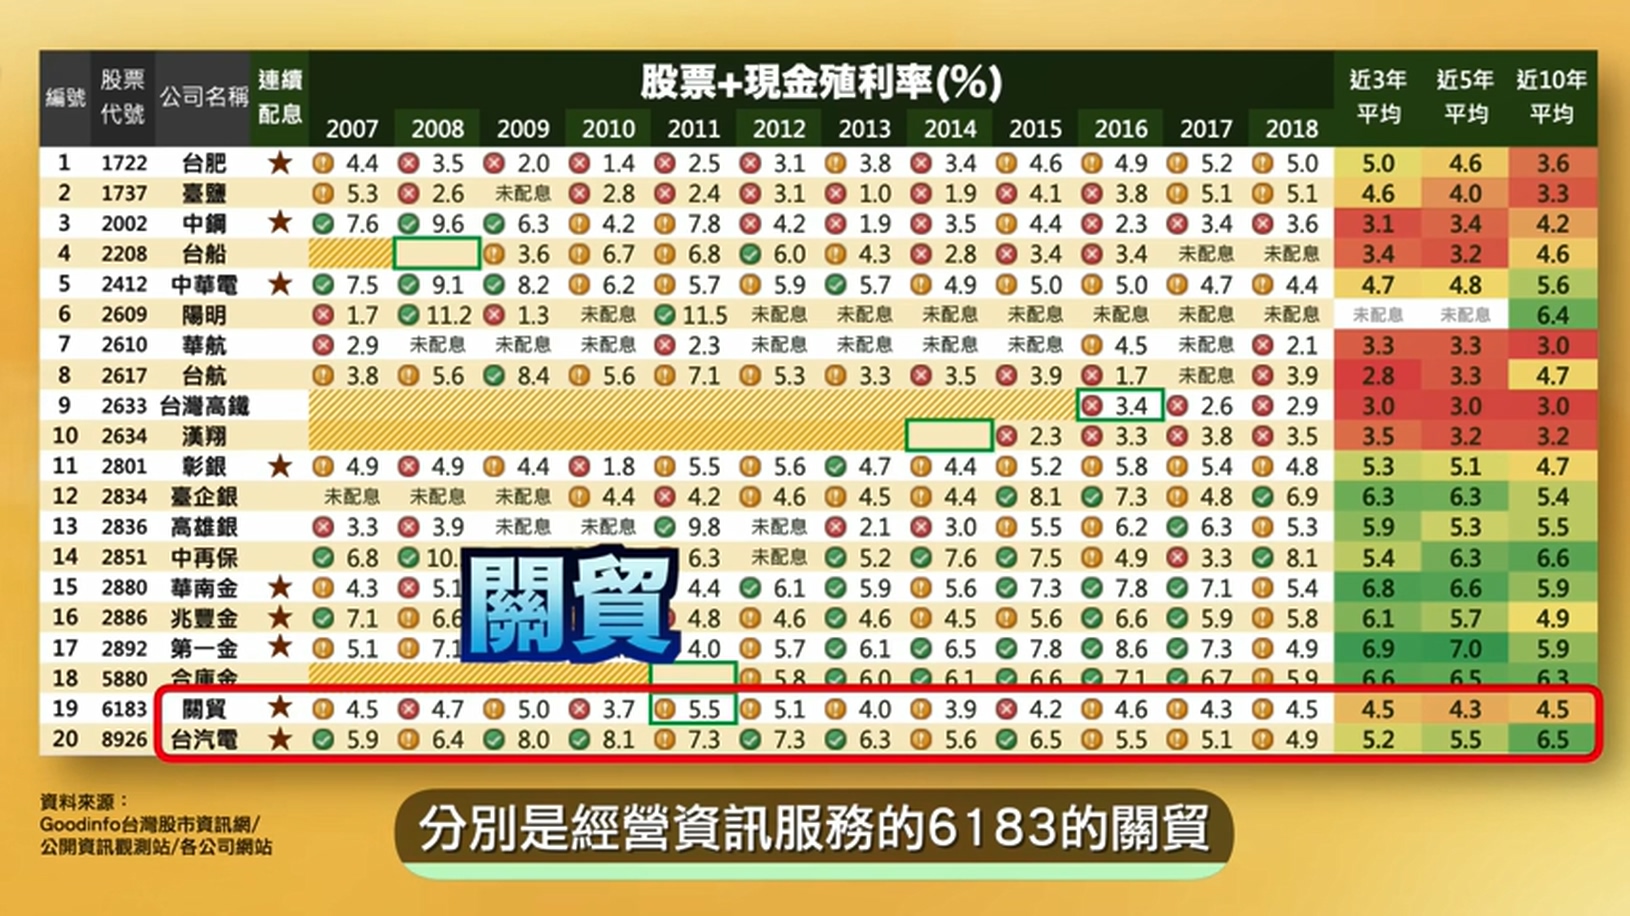 股票+現金殖利率(%)
編號 股票代號 公司名稱 連續配息 2007 2008 2009 2010 2011 2012 2013 2014 2015 2016 2017 2018 近3年平均 近5年平均 近10年平均
1 1722 台肥 ★ 4.4 3.5 2.0 1.4 2.5 3.1 3.8 3.4 4.6 4.9 5.2 5.0 5.0 4.6 3.6
2 1737 臺鹽 5.3 2.6 未配息 2.8 2.4 3.1 1.0 1.9 4.1 3.8 5.1 5.1 4.6 4.0 3.3
3 2002 中鋼 ★ 7.6 9.6 6.3 4.2 7.8 4.2 1.9 3.5 4.4 2.3 3.4 3.6 3.1 3.4 4.2
4 2208 台船 3.6 6.7 6.8 6.0 4.3 2.8 3.4 3.4 未配息 未配息 3.4 3.2 4.6
5 2412 中華電 ★ 7.5 9.1 8.2 6.2 5.7 5.9 5.7 4.9 5.0 5.0 4.7 4.4 4.7 4.8 5.6
6 2609 陽明 1.7 11.2 1.3 未配息 11.5 未配息 未配息 未配息 未配息 未配息 未配息 未配息 未配息 未配息 6.4
7 2610 華航 2.9 未配息 未配息 未配息 2.3 未配息 未配息 未配息 未配息 4.5 未配息 2.1 3.3 3.3 3.0
8 2617 台航 3.8 5.6 8.4 5.6 7.1 5.3 3.3 3.5 3.9 1.7 未配息 3.9 2.8 3.3 4.7
9 2633 台灣高鐵 3.4 2.6 2.9 3.0 3.0 3.0
10 2634 漢翔 2.3 3.3 3.8 3.5 3.5 3.2 3.2
11 2801 彰銀 ★ 4.9 4.9 4.4 1.8 5.5 5.6 4.7 4.4 5.2 5.8 5.4 4.8 5.3 5.1 4.7
12 2834 臺企銀 未配息 未配息 未配息 4.4 4.2 4.6 4.5 4.4 8.1 7.3 4.8 6.9 6.3 6.3 5.4
13 2836 高雄銀 3.3 3.9 未配息 未配息 9.8 未配息 2.1 3.0 5.5 6.2 6.3 5.3 5.9 5.3 5.5
14 2851 中再保 6.8 10. 6.3 未配息 5.2 7.6 7.5 4.9 3.3 8.1 5.4 6.3 6.6
15 2880 華南金 ★ 4.3 5.1 4.4 6.1 5.9 5.6 7.3 7.8 7.1 5.4 6.8 6.6 5.9
16 2886 兆豐金 ★ 7.1 6.6 4.8 4.6 4.8 4.5 5.6 6.6 5.9 5.8 6.1 5.7 4.9
17 2892 第一金 ★ 5.1 7.1 4.0 5.7 6.1 6.5 7.8 8.6 7.3 4.9 6.9 7.0 5.9
18 5880 合庫金 5.8 6.0 6.1 6.6 7.1 6.7 5.9 6.6 6.5 6.3
19 6183 關貿 ★ 4.5 4.7 5.0 3.7 5.5 5.1 4.0 3.9 4.2 4.6 4.3 4.5 4.5 4.3 4.5
20 8926 台汽電 ★ 5.9 6.4 8.0 8.1 7.3 7.3 6.3 5.6 6.5 5.5 5.1 4.9 5.2 5.5 6.5
關貿
資料來源：
Goodinfo台灣股市資訊網/
公開資訊觀測站/各公司網站
分別是經營資訊服務的6183的關貿